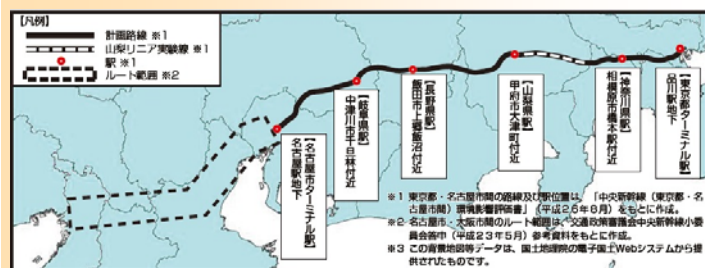 【凡例】
計画路線 ※1
山梨リニア実験線 ※1
駅 ※1
ルート範囲 ※2
【東京都ターミナル駅】
品川駅地下
【神奈川県駅】
相模原市橋本駅付近
【山梨県駅】
甲府市大津町付近
【長野県駅】
飯田市上郷飯沼付近
【岐阜県駅】
中津川市千旦林付近
【名古屋市ターミナル駅】
名古屋駅地下
※1 東京都・名古屋市間の路線及び駅位置は、「中央新幹線（東京都・名
古屋市間）環境影響評価書」（平成26年8月）をもとに作成。
※2 名古屋市・大阪市間のルート範囲は、交通政策審議会中央新幹線小委
員会答申（平成23年5月）参考資料をもとに作成。
※3 この背景地図等データは、国土地理院の電子国土Webシステムから提
供されたものです。